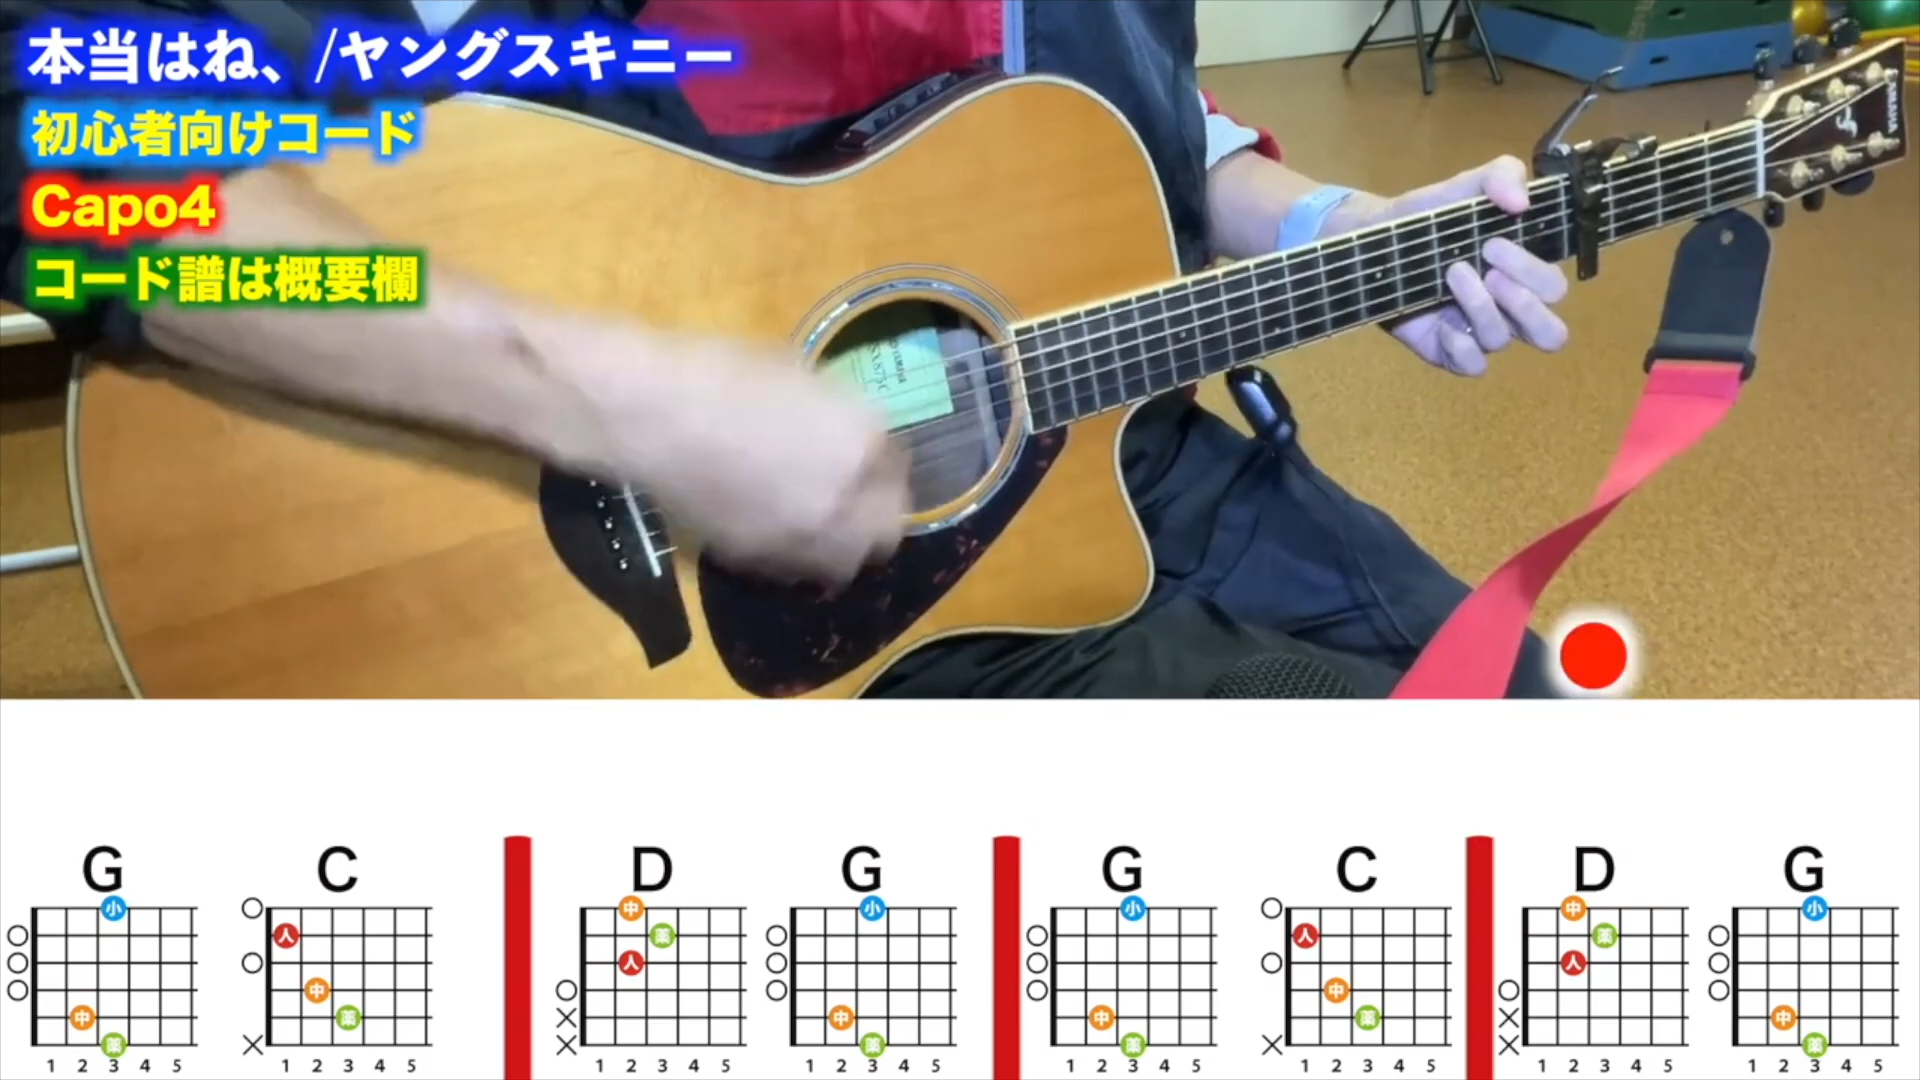 本当はね、/ヤングスキニー
初心者向けコード
Capo4
コード譜は概要欄
YAMAHA
G C D G G C D G
小 中 小 小 中 小
人 薬 人 薬
人 人
中 中
中 薬 中 中 薬 中
薬 薬 薬 薬
1 2 3 4 5 1 2 3 4 5 1 2 3 4 5 1 2 3 4 5 1 2 3 4 5 1 2 3 4 5 1 2 3 4 5 1 2 3 4 5